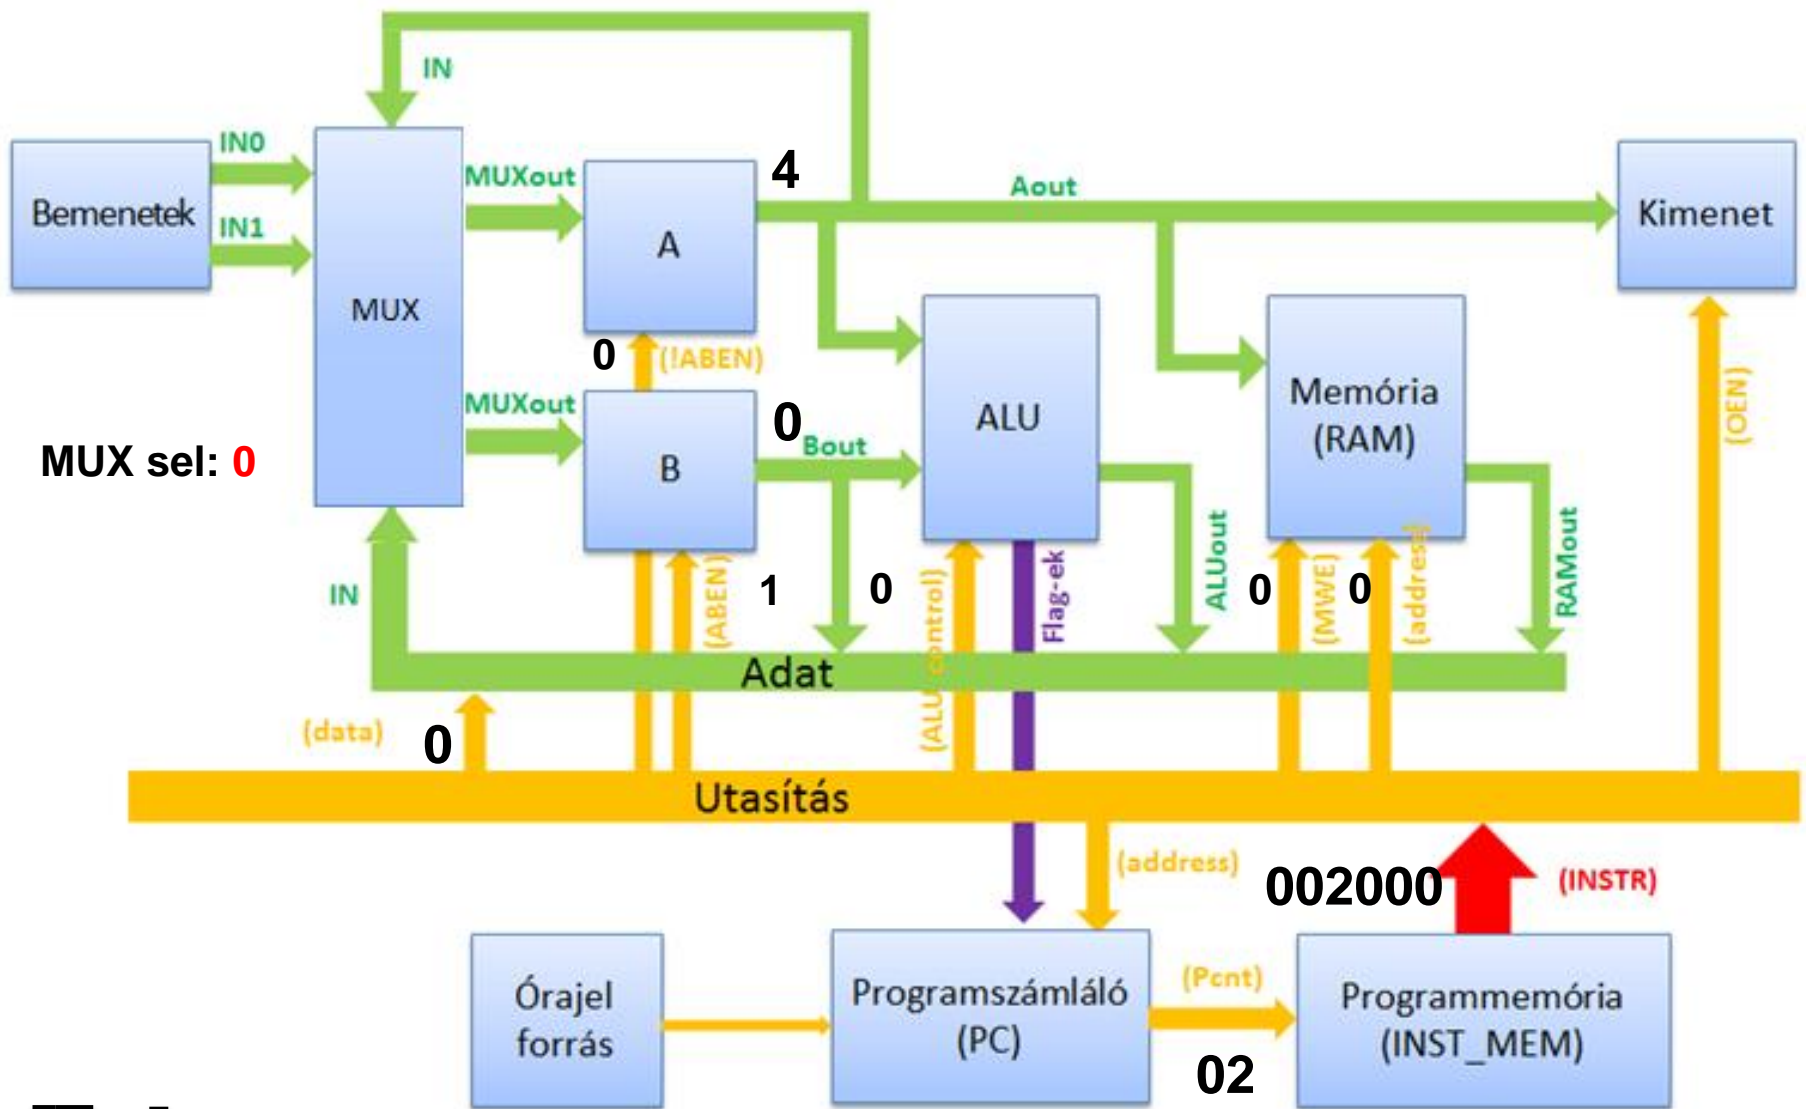 IN
IN0
Bemenetek
IN1
MUX
MUXout
A
4
Aout
Kimenet
0
(!ABEN)
MUXout
B
0
Bout
ALU
Memória
(RAM)
(OEN)
MUX sel: 0
IN
(ABEN)
1
0
(ALU control)
Flag-ek
ALUout
0
(MWE)
0
(address)
RAMout
Adat
(data)
0
Utasítás
(address)
002000
(INSTR)
Órajel
forrás
Programszámláló
(PC)
(Pcnt)
02
Programmemória
(INST_MEM)